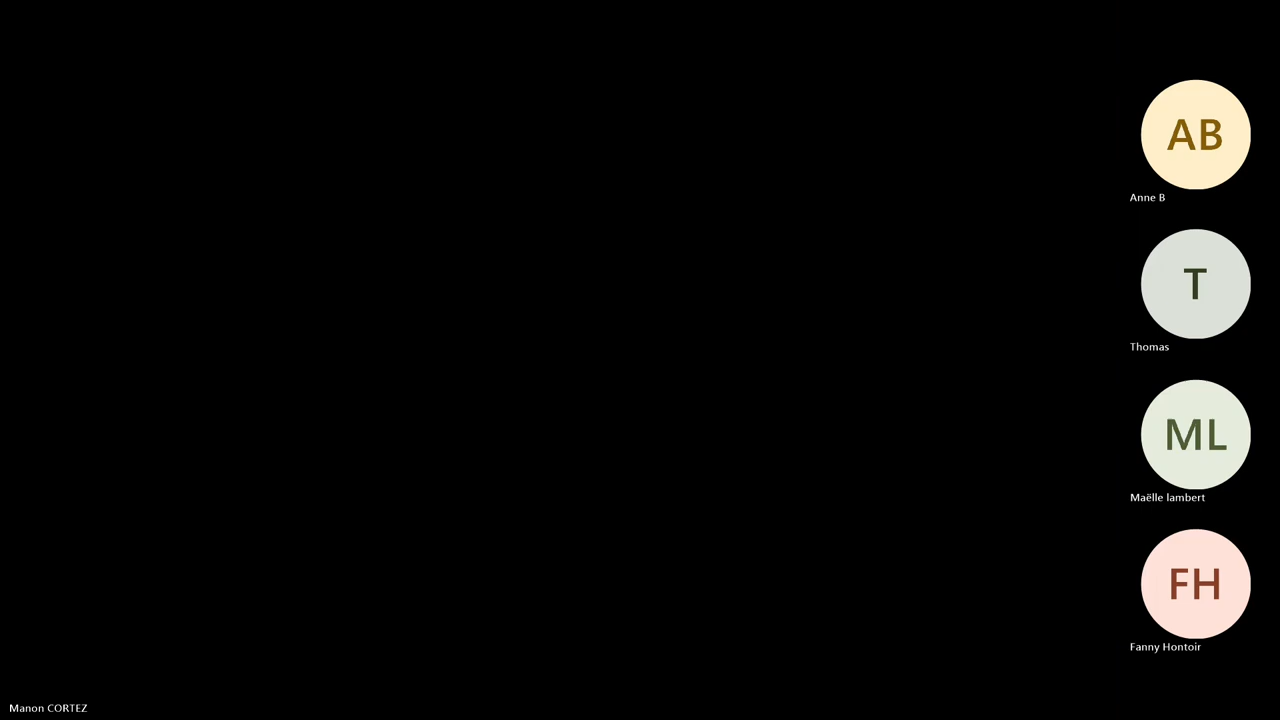 AB
Anne B
T
Thomas
ML
Maëlle lambert
FH
Fanny Hontoir
Manon CORTEZ